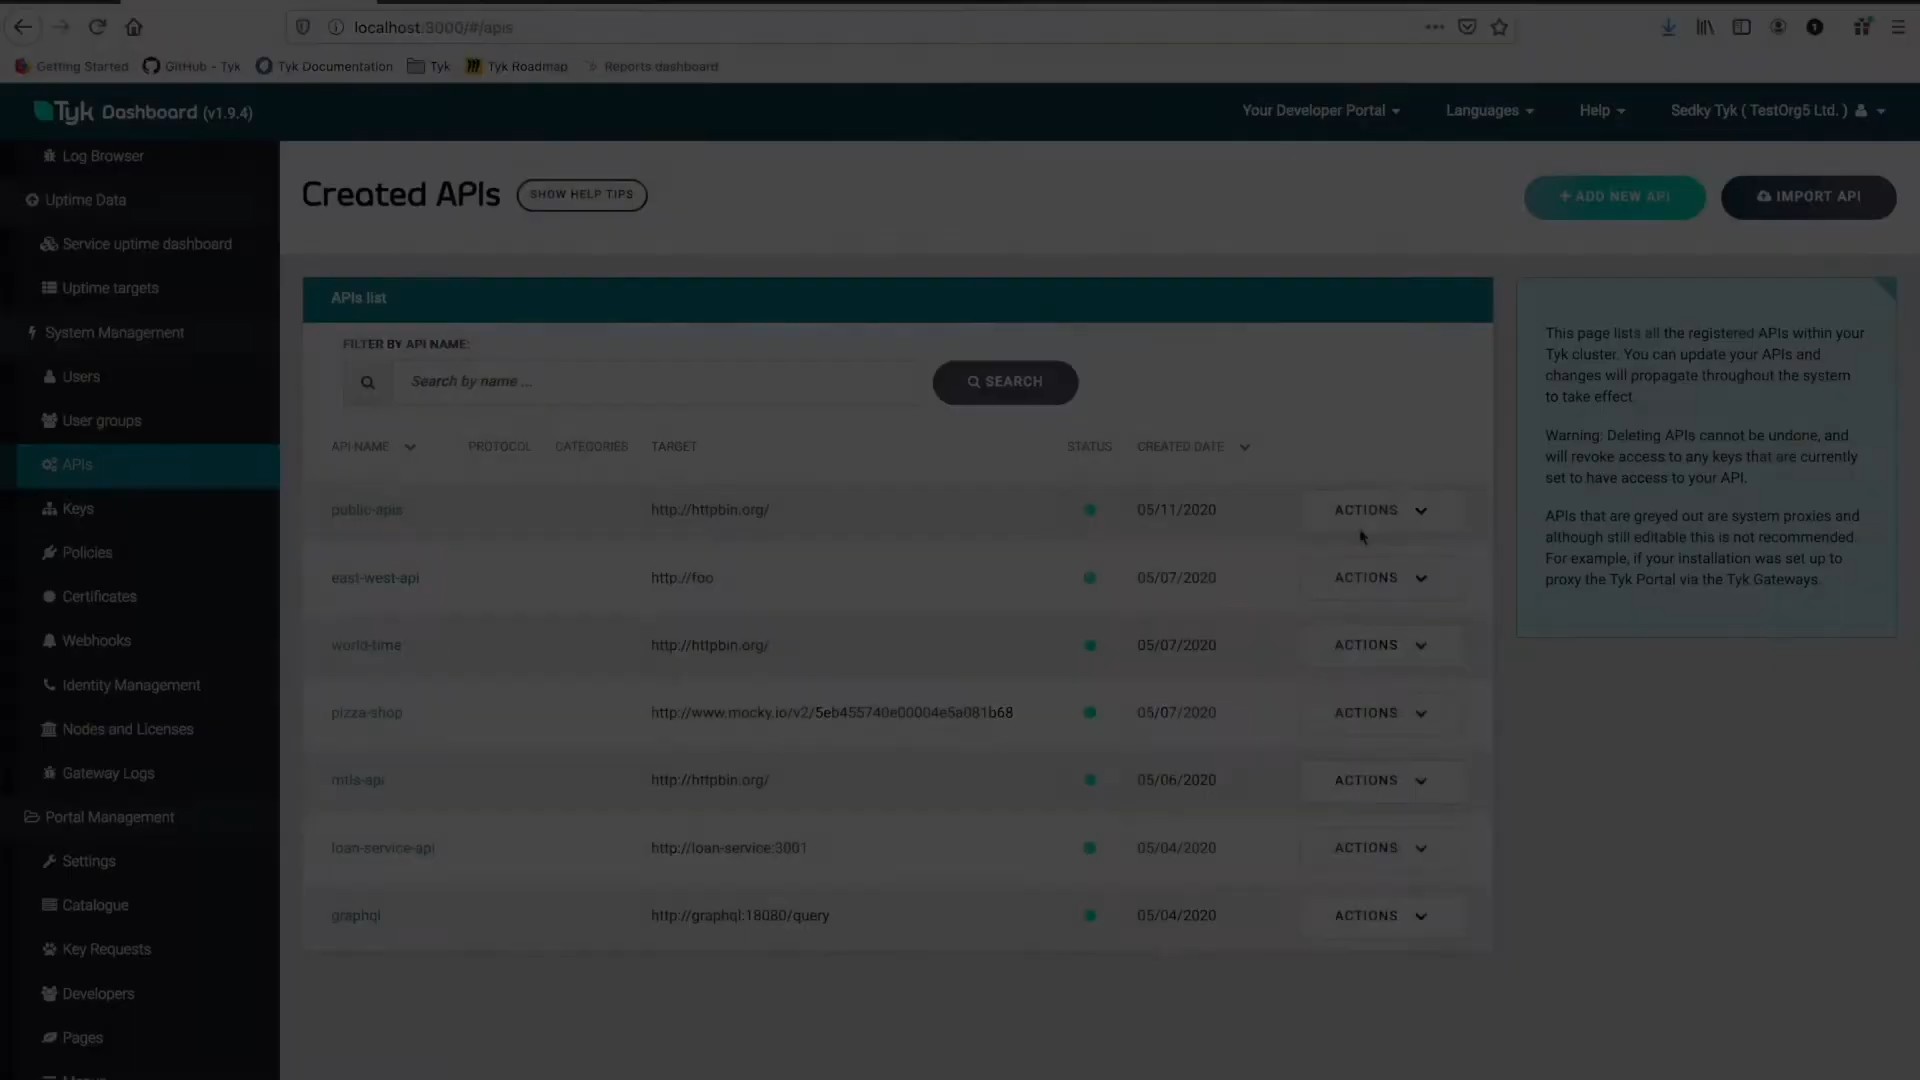 localhost:3000/#/apis
Getting Started GitHub - Tyk Tyk Documentation Tyk Tyk Roadmap Reports dashboard
Tyk Dashboard (v1.9.4)
Your Developer Portal Languages Help Sedky Tyk ( TestOrg5 Ltd. )
Log Browser
Uptime Data
Service uptime dashboard
Uptime targets
System Management
Users
User groups
APIs
Keys
Policies
Certificates
Webhooks
Identity Management
Nodes and Licenses
Gateway Logs
Portal Management
Settings
Catalogue
Key Requests
Developers
Pages
Created APIs SHOW HELP TIPS
+ ADD NEW API IMPORT API
APIs list
FILTER BY API NAME:
Search by name ... SEARCH
API NAME PROTOCOL CATEGORIES TARGET STATUS CREATED DATE
public-apis http://httpbin.org/ 05/11/2020 ACTIONS
east-west-api http://foo 05/07/2020 ACTIONS
world-time http://httpbin.org/ 05/07/2020 ACTIONS
pizza-shop http://www.mocky.io/v2/5eb455740e00004e5a081b68 05/07/2020 ACTIONS
mtls-api http://httpbin.org/ 05/06/2020 ACTIONS
loan-service-api http://loan-service:3001 05/04/2020 ACTIONS
graphql http://graphql:18080/query 05/04/2020 ACTIONS
This page lists all the registered APIs within your
Tyk cluster. You can update your APIs and
changes will propagate throughout the system
to take effect.
Warning: Deleting APIs cannot be undone, and
will revoke access to any keys that are currently
set to have access to your API.
APIs that are greyed out are system proxies and
although still editable this is not recommended.
For example, if your installation was set up to
proxy the Tyk Portal via the Tyk Gateways.